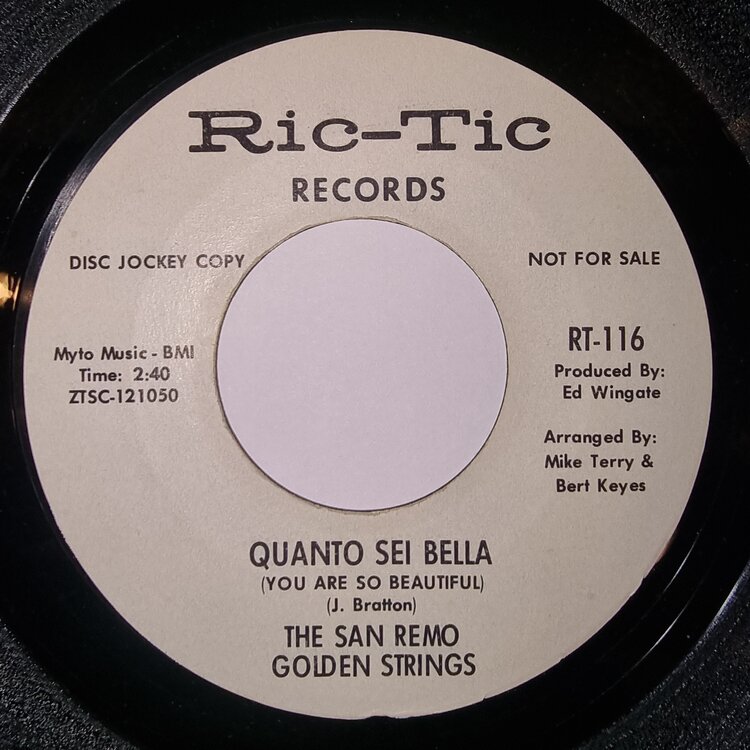 Ric-Tic
RECORDS
DISC JOCKEY COPY
NOT FOR SALE
Myto Music - BMI
Time: 2:40
ZTSC-121050
RT-116
Produced By:
Ed Wingate
Arranged By:
Mike Terry &
Bert Keyes
QUANTO SEI BELLA
(YOU ARE SO BEAUTIFUL)
(J. Bratton)
THE SAN REMO
GOLDEN STRINGS